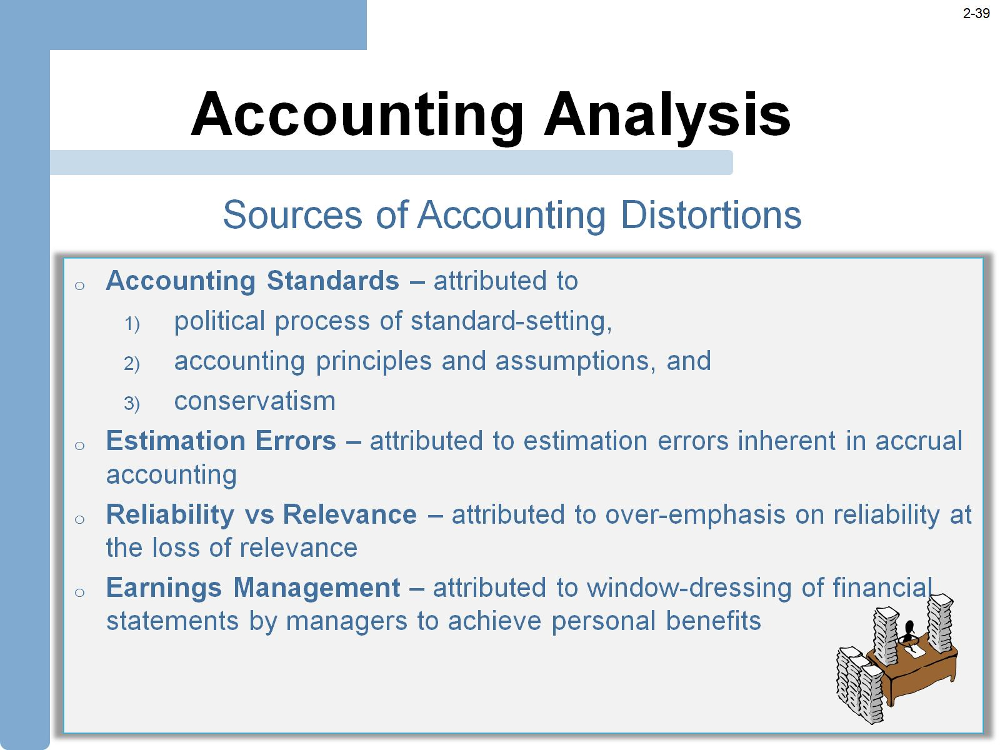 2-39
Accounting Analysis
Sources of Accounting Distortions
o Accounting Standards – attributed to
1) political process of standard-setting,
2) accounting principles and assumptions, and
3) conservatism
o Estimation Errors – attributed to estimation errors inherent in accrual
accounting
o Reliability vs Relevance – attributed to over-emphasis on reliability at
the loss of relevance
o Earnings Management – attributed to window-dressing of financial
statements by managers to achieve personal benefits